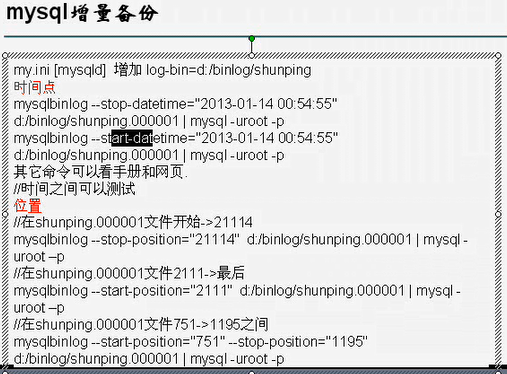 mysql增量备份
my.ini [mysqld] 增加 log-bin=d:/binlog/shunping
时间点
mysqlbinlog --stop-datetime="2013-01-14 00:54:55"
d:/binlog/shunping.000001 | mysql -uroot -p
mysqlbinlog --start-datetime="2013-01-14 00:54:55"
d:/binlog/shunping.000001 | mysql -uroot -p
其它命令可以看手册和网页.
//时间之间可以测试
位置
//在shunping.000001文件开始->21114
mysqlbinlog --stop-position="21114" d:/binlog/shunping.000001 | mysql -
uroot –p
//在shunping.000001文件2111->最后
mysqlbinlog --start-position="2111" d:/binlog/shunping.000001 | mysql -
uroot –p
//在shunping.000001文件751->1195之间
mysqlbinlog --start-position="751" --stop-position="1195"
d:/binlog/shunping.000001 | mysql -uroot -p